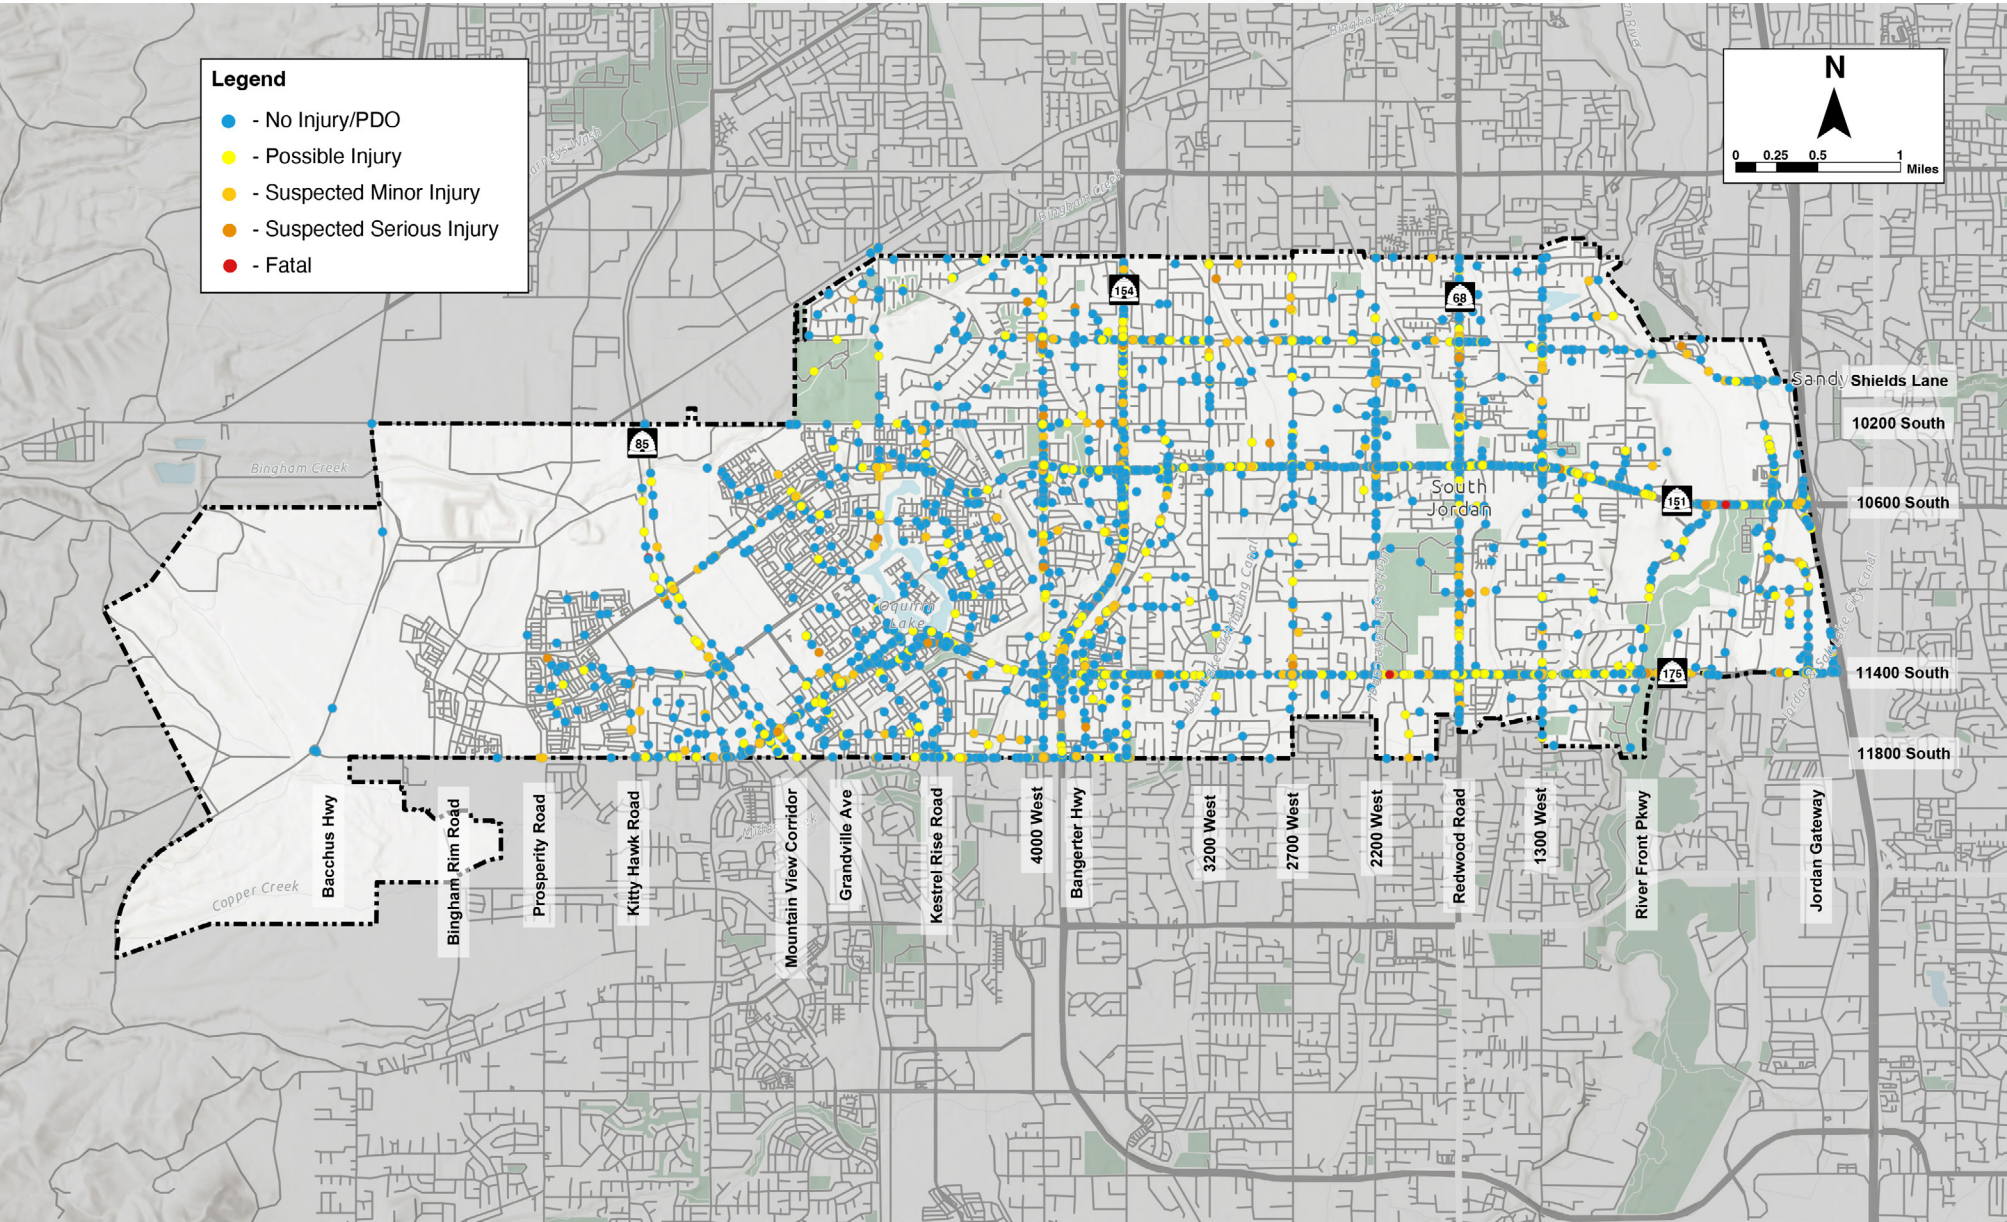 Legend
- No Injury/PDO
- Possible Injury
- Suspected Minor Injury
- Suspected Serious Injury
- Fatal
N
0 0.25 0.5 1
Miles
Bingham Creek
Bingham Creek
154
68
Sandy
Shields Lane
10200 South
85
Bingham Creek
South
Jordan
151
10600 South
Oquirrh
Lake
175
11400 South
11800 South
Copper Creek
Bacchus Hwy
Bingham Rim Road
Prosperity Road
Kitty Hawk Road
Mountain View Corridor
Grandville Ave
Kestrel Rise Road
4000 West
Bangerter Hwy
3200 West
2700 West
2200 West
Redwood Road
1300 West
River Front Pkwy
Jordan Gateway